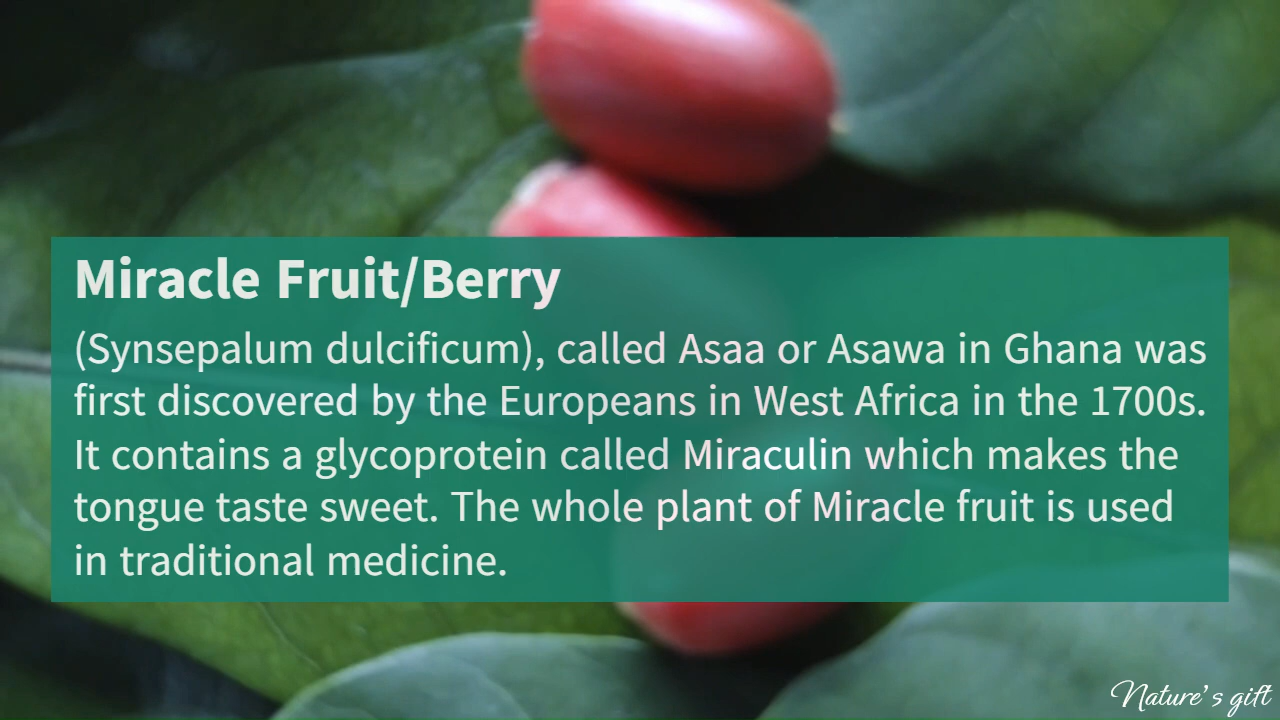 Miracle Fruit/Berry
(Synsepalum dulcificum), called Asaa or Asawa in Ghana was
first discovered by the Europeans in West Africa in the 1700s.
It contains a glycoprotein called Miraculin which makes the
tongue taste sweet. The whole plant of Miracle fruit is used
in traditional medicine.
Nature's gift